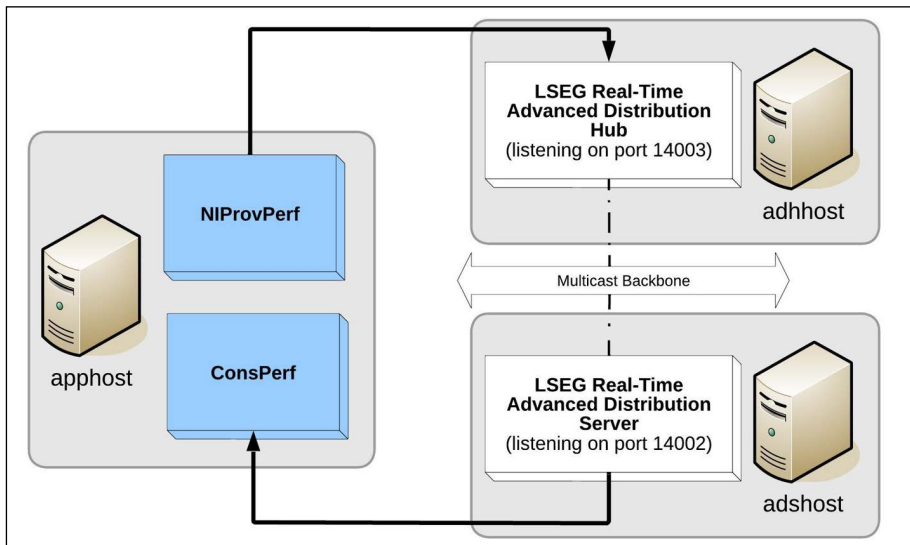 LSEG Real-Time
Advanced Distribution
Hub
(listening on port 14003)
adhhost
NIProvPerf
Multicast Backbone
apphost
ConsPerf
LSEG Real-Time
Advanced Distribution
Server
(listening on port 14002)
adshost